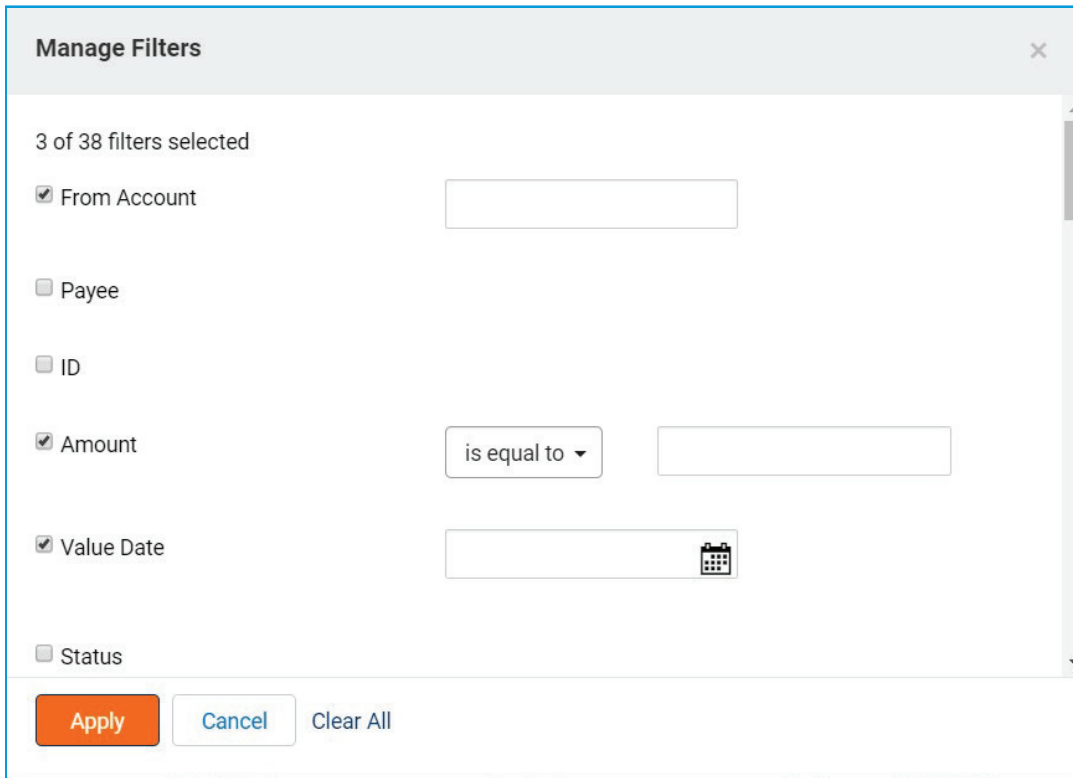 Manage Filters
3 of 38 filters selected
From Account
Payee
ID
Amount is equal to
Value Date
Status
Apply Cancel Clear All